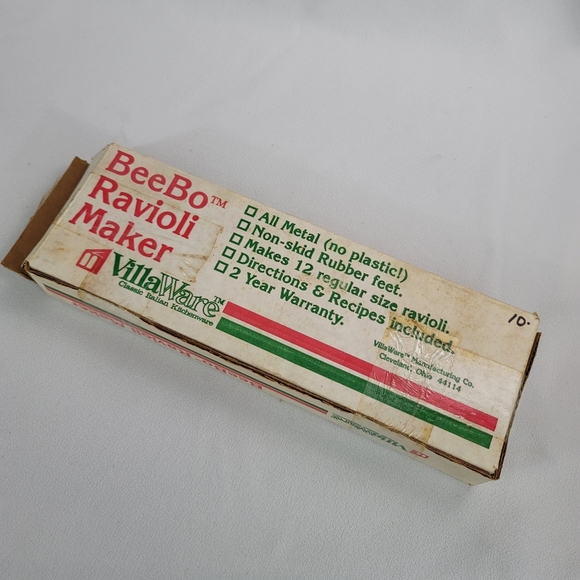 BeeBo™
Ravioli
Maker
VillaWare™
Classic Italian Kitchenware
□ All Metal (no plastic!)
□ Non-skid Rubber feet.
□ Makes 12 regular size ravioli.
□ Directions & Recipes included.
□ 2 Year Warranty.
VillaWare™ Manufacturing Co.
Cleveland, Ohio 44114
10.
VillaWare